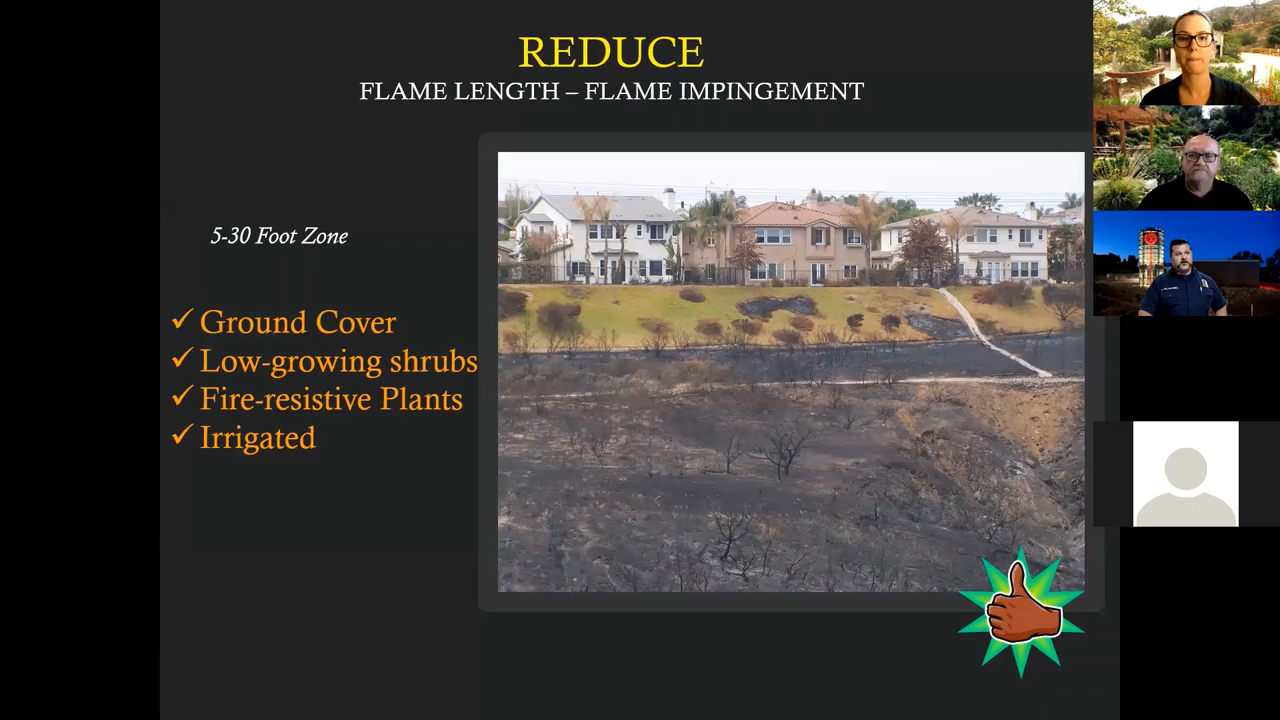 REDUCE
FLAME LENGTH – FLAME IMPINGEMENT
5-30 Foot Zone
✓ Ground Cover
✓ Low-growing shrubs
✓ Fire-resistive Plants
✓ Irrigated